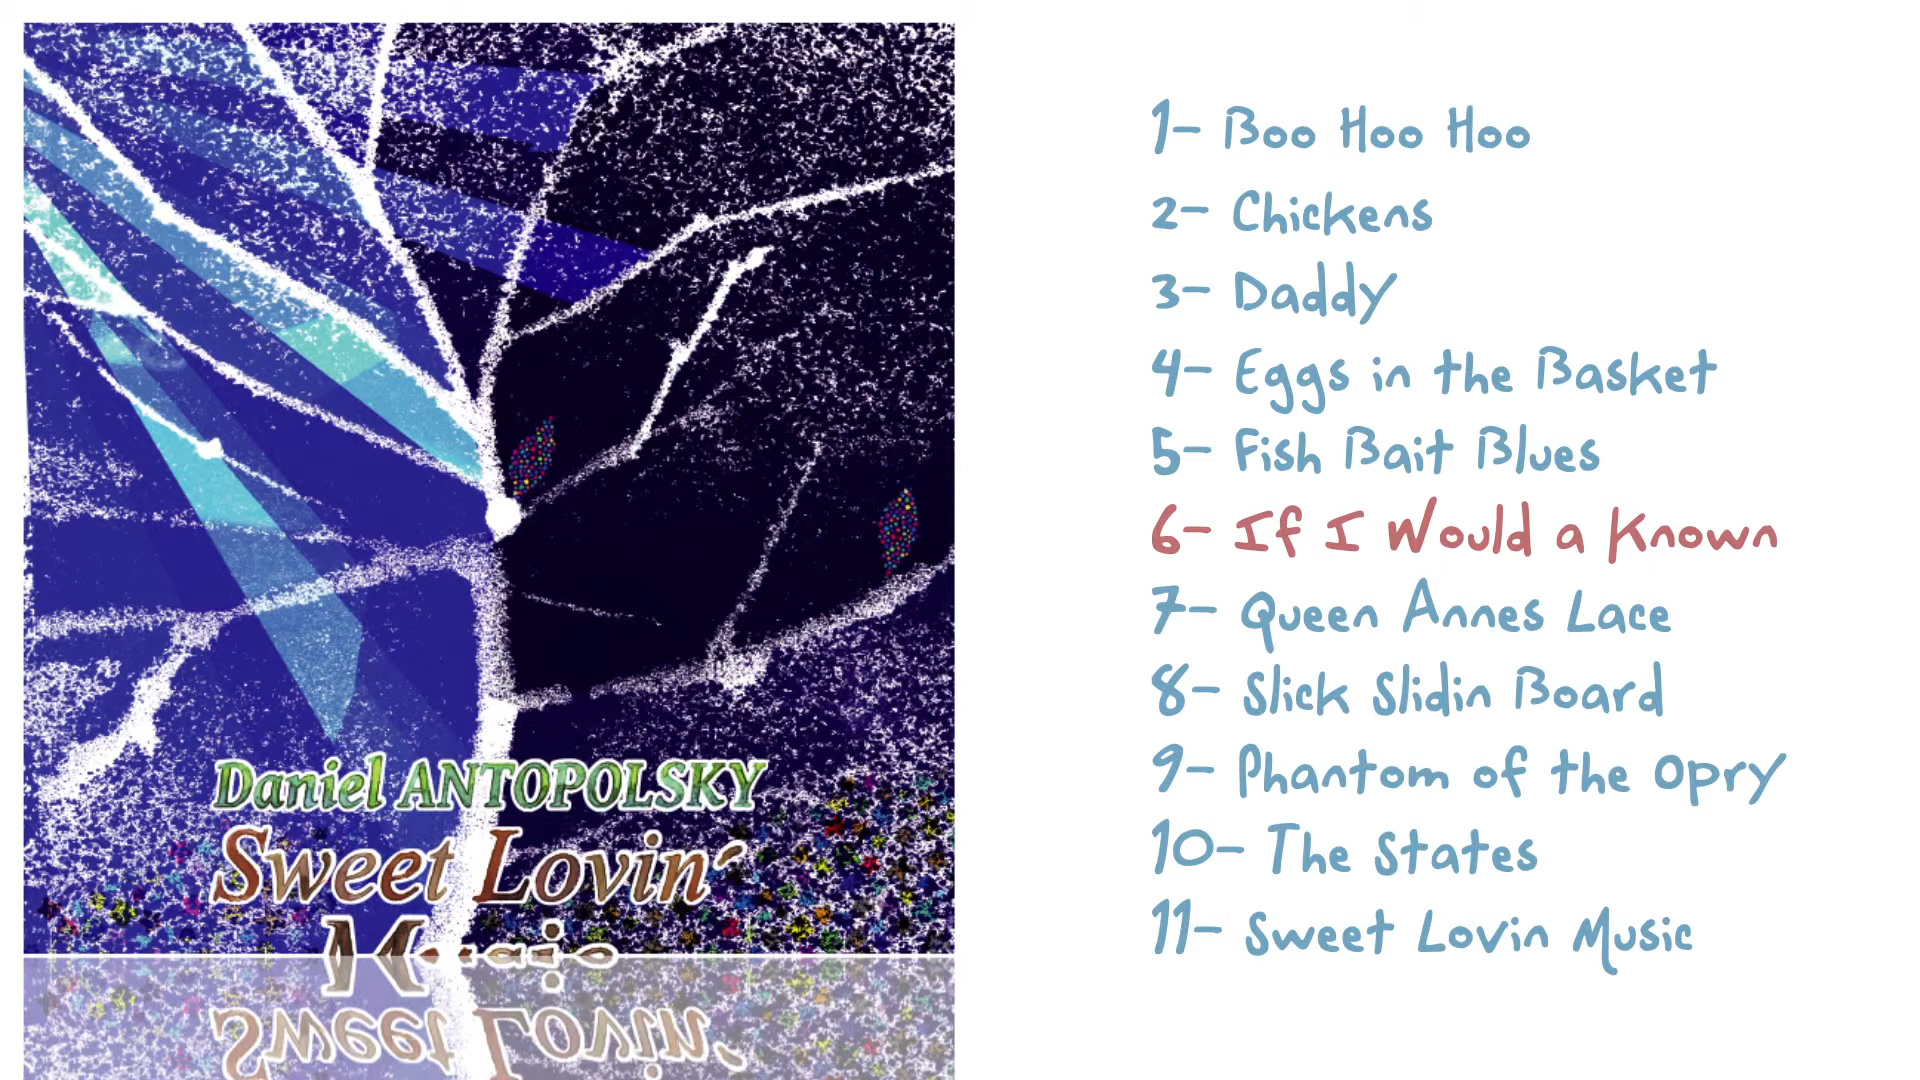 Daniel ANTOPOLSKY
Sweet Lovin'
Music
1- Boo Hoo Hoo
2- Chickens
3- Daddy
4- Eggs in the Basket
5- Fish Bait Blues
6- If I Would a Known
7- Queen Annes Lace
8- Slick Slidin Board
9- Phantom of the Opry
10- The States
11- Sweet Lovin Music